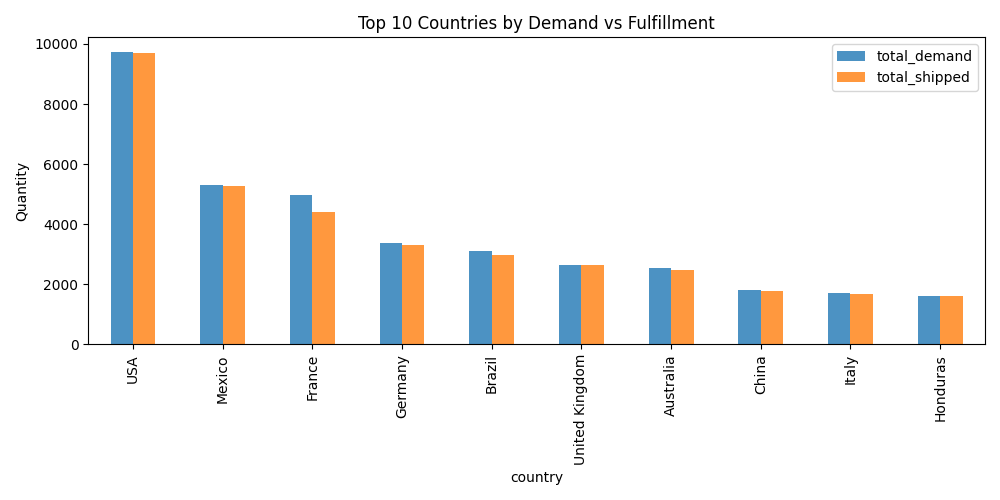 Top 10 Countries by Demand vs Fulfillment
total_demand
total_shipped
Quantity
10000
8000
6000
4000
2000
0
USA
Mexico
France
Germany
Brazil
United Kingdom
Australia
China
Italy
Honduras
country